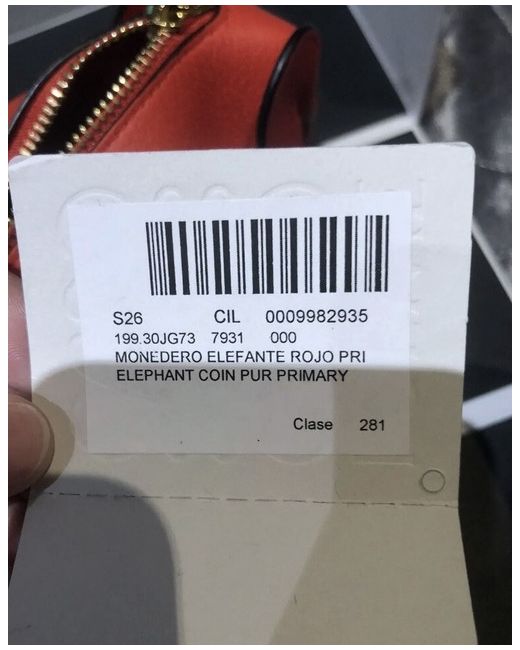 S26 CIL 0009982935
199.30JG73 7931 000
MONEDERO ELEFANTE ROJO PRI
ELEPHANT COIN PUR PRIMARY
Clase 281